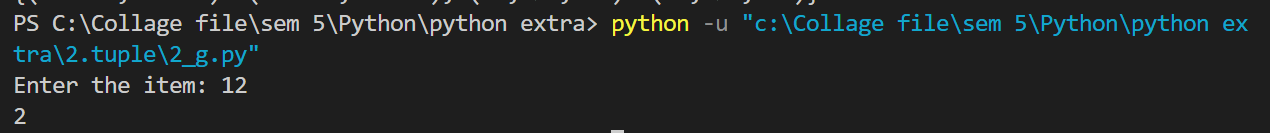 PS C:\Collage file\sem 5\Python\python extra> python -u "c:\Collage file\sem 5\Python\python ex
tra\2.tuple\2_g.py"
Enter the item: 12
2